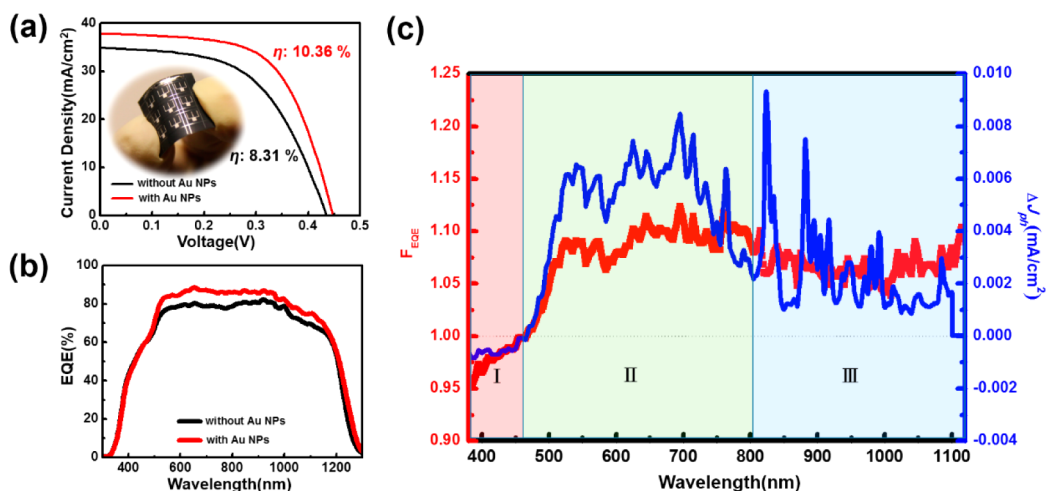 (a)
Current Density(mA/cm²)
40
30
20
10
0
η: 10.36 %
η: 8.31 %
without Au NPs
with Au NPs
0.0 0.1 0.2 0.3 0.4 0.5
Voltage(V)
(b)
EQE(%)
100
80
60
40
20
0
without Au NPs
with Au NPs
400 600 800 1000 1200
Wavelength(nm)
(c)
F_EQE
1.25
1.20
1.15
1.10
1.05
1.00
0.95
0.90
I II III
400 500 600 700 800 900 1000 1100
Wavelength(nm)
0.010
0.008
0.006
0.004
0.002
0.000
-0.002
-0.004
ΔJ_ph(mA/cm²)